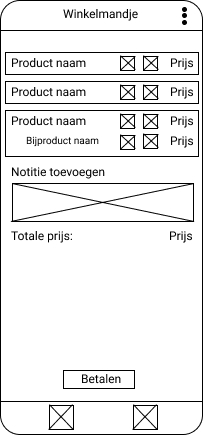 Winkelmandje
Product naam Prijs
Product naam Prijs
Product naam Prijs
Bijproduct naam Prijs
Notitie toevoegen
Totale prijs: Prijs
Betalen